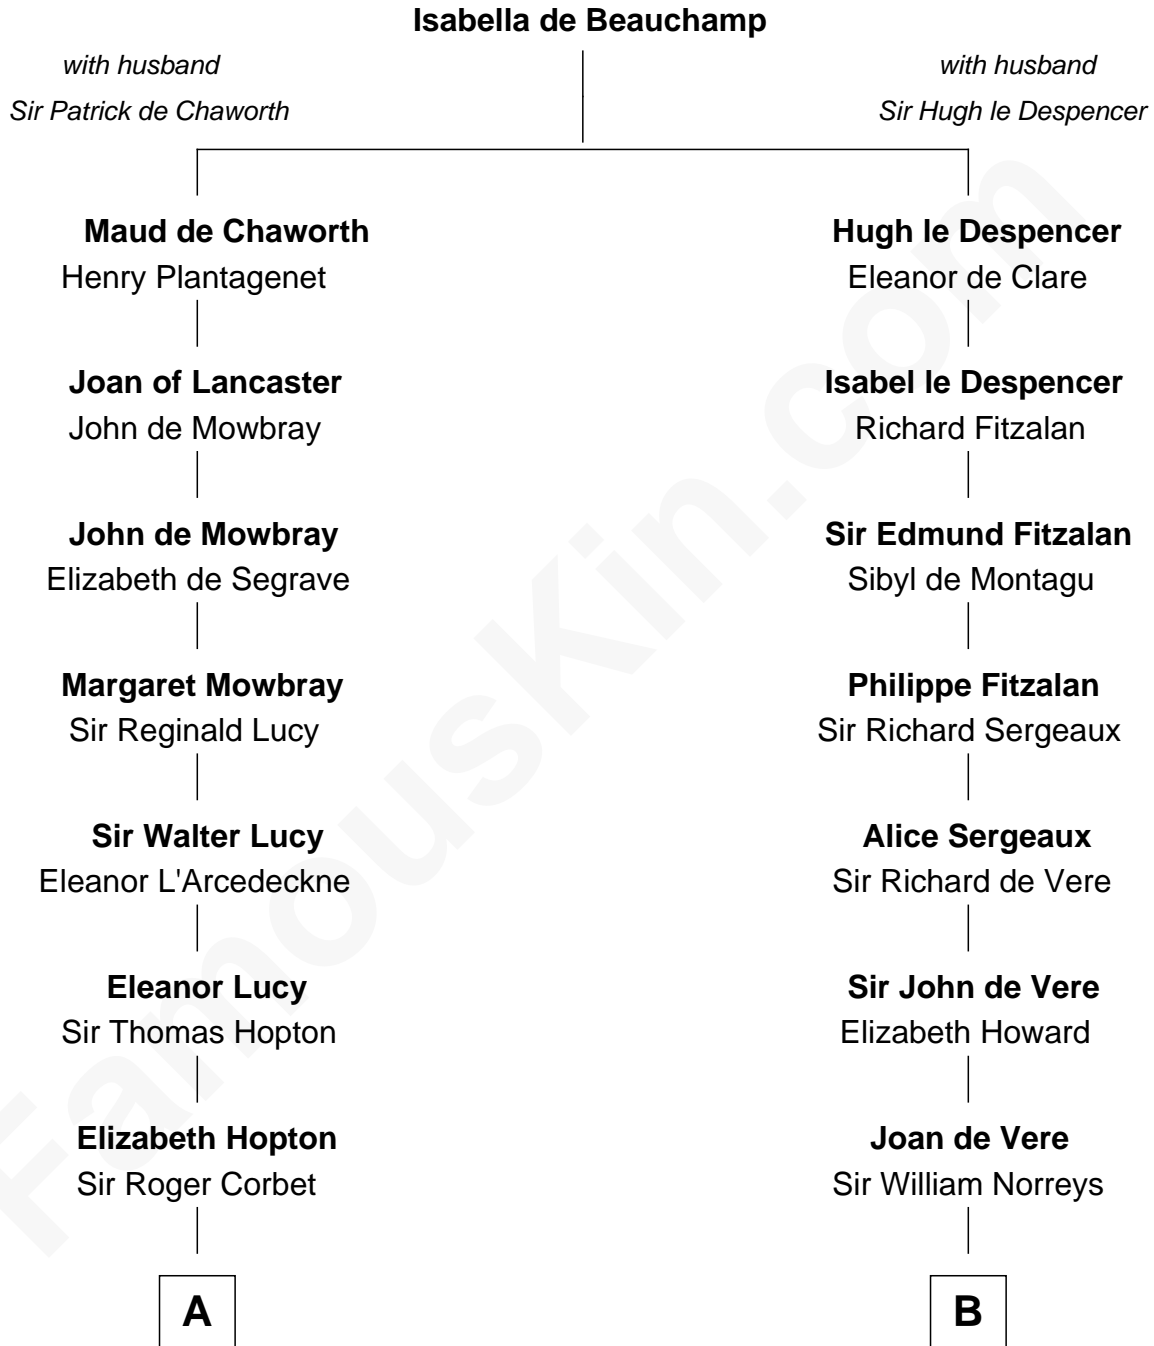 Isabella de Beauchamp
with husband
Sir Patrick de Chaworth
with husband
Sir Hugh le Despencer
Maud de Chaworth
Henry Plantagenet
Joan of Lancaster
John de Mowbray
John de Mowbray
Elizabeth de Segrave
Margaret Mowbray
Sir Reginald Lucy
Sir Walter Lucy
Eleanor L'Arcedeckne
Eleanor Lucy
Sir Thomas Hopton
Elizabeth Hopton
Sir Roger Corbet
A
Hugh le Despencer
Eleanor de Clare
Isabel le Despencer
Richard Fitzalan
Sir Edmund Fitzalan
Sibyl de Montagu
Philippe Fitzalan
Sir Richard Sergeaux
Alice Sergeaux
Sir Richard de Vere
Sir John de Vere
Elizabeth Howard
Joan de Vere
Sir William Norreys
B
FamousKin.com